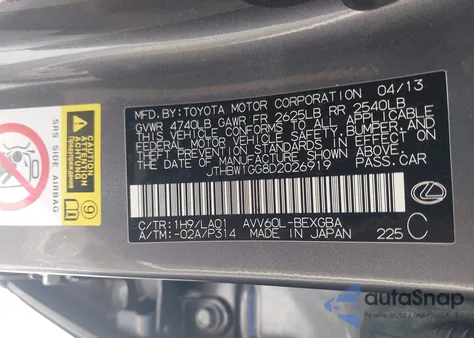 SRS SIDE AIRBAG
9
MFD. BY: TOYOTA MOTOR CORPORATION 04/13
GVWR 4740LB GAWR FR 2625LB RR 2540LB
THIS VEHICLE CONFORMS TO ALL APPLICABLE
FEDERAL MOTOR VEHICLE SAFETY, BUMPER, AND
THEFT PREVENTION STANDARDS IN EFFECT ON
THE DATE OF MANUFACTURE SHOWN ABOVE.
JTHBW1GG8D2026919 PASS. CAR
C/TR: 1H9/LA01 AVV60L-BEXGBA
A/TM: -02A/P314 MADE IN JAPAN 225 C
autoSnap